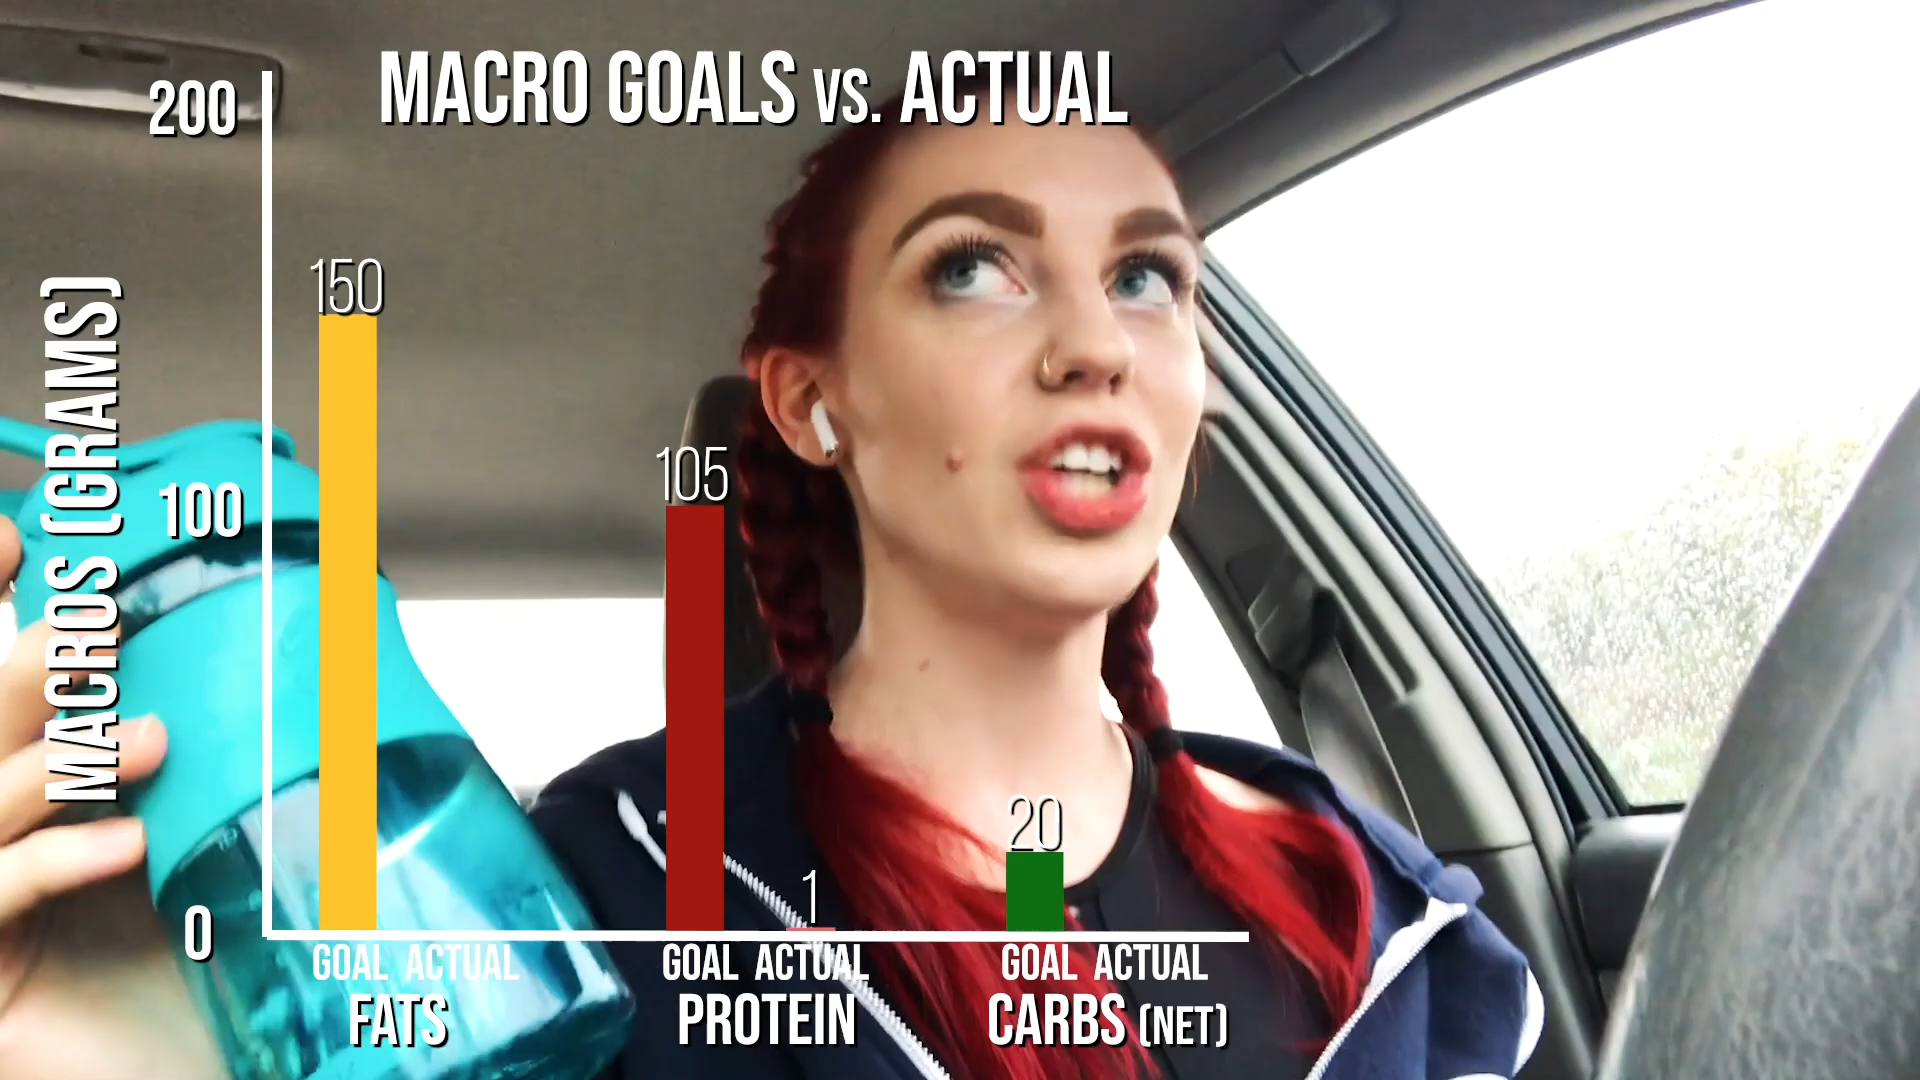 MACRO GOALS VS. ACTUAL
MACROS (GRAMS)
200
100
0
150
105
1
20
GOAL ACTUAL
FATS
GOAL ACTUAL
PROTEIN
GOAL ACTUAL
CARBS (NET)